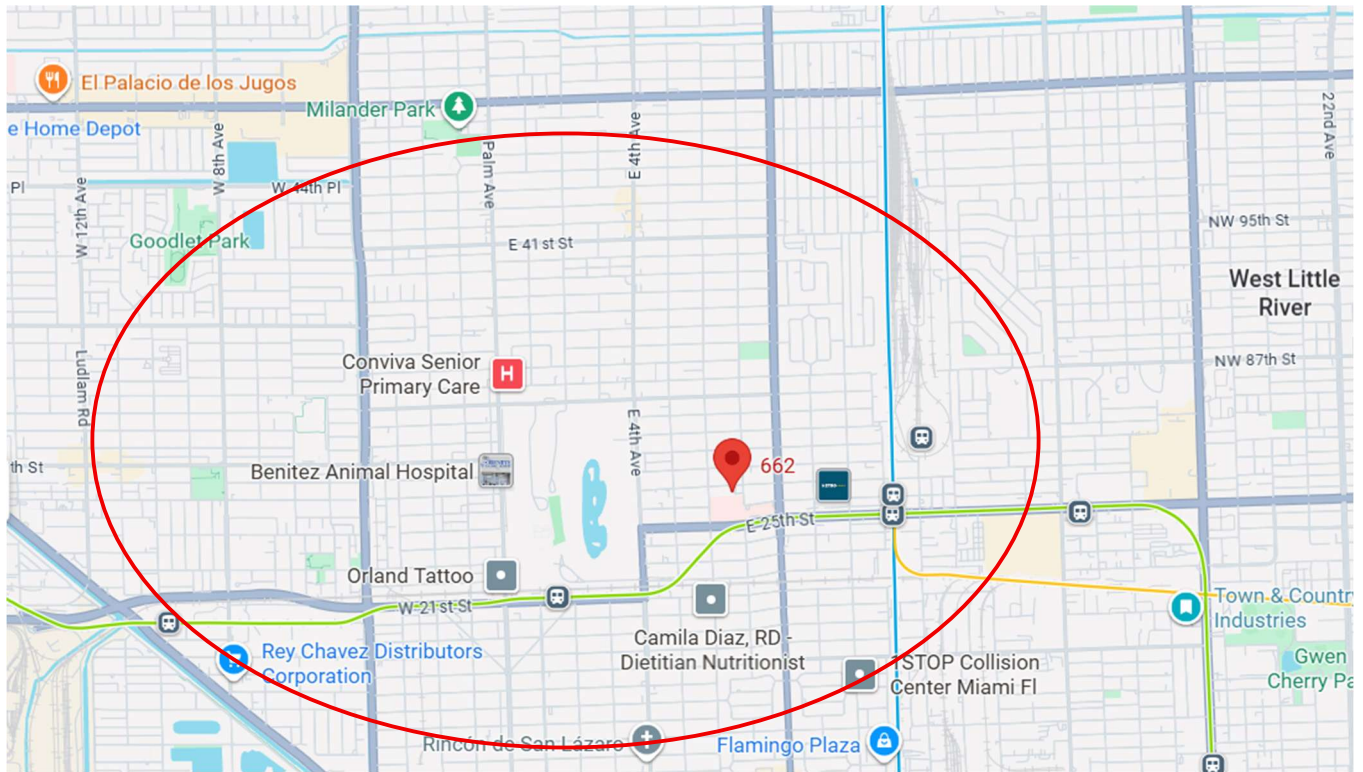 El Palacio de los Jugos
Milander Park
e Home Depot
W 8th Ave
Palm Ave
E 4th Ave
22nd Ave
Pl
W 44th Pl
W 12th Ave
Goodlet Park
E 41st St
NW 95th St
West Little
River
Conviva Senior
Primary Care
H
Ludlam Rd
NW 87th St
E 4th Ave
th St
Benitez Animal Hospital
662
E 25th St
Orland Tattoo
W 21st St
Town & Country
Industries
Camila Diaz, RD -
Dietitian Nutritionist
Rey Chavez Distributors
Corporation
1STOP Collision
Center Miami Fl
Gwen
Cherry Pa
Rincón de San Lázaro
Flamingo Plaza